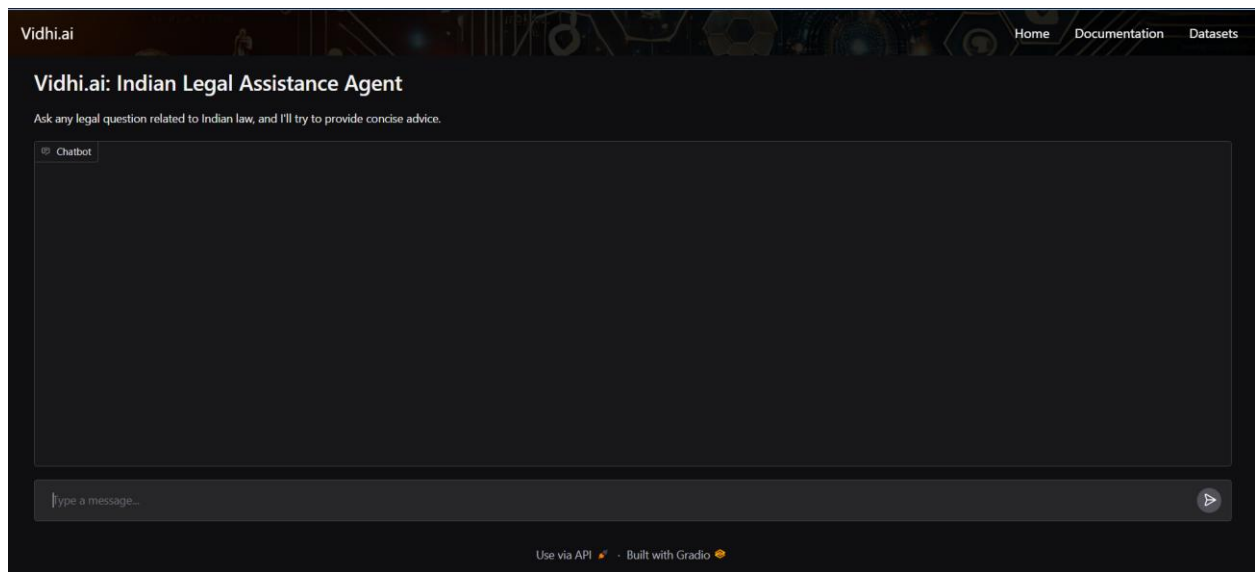 Vidhi.ai
Home Documentation Datasets
Vidhi.ai: Indian Legal Assistance Agent
Ask any legal question related to Indian law, and I'll try to provide concise advice.
Chatbot
Type a message...
Use via API · Built with Gradio